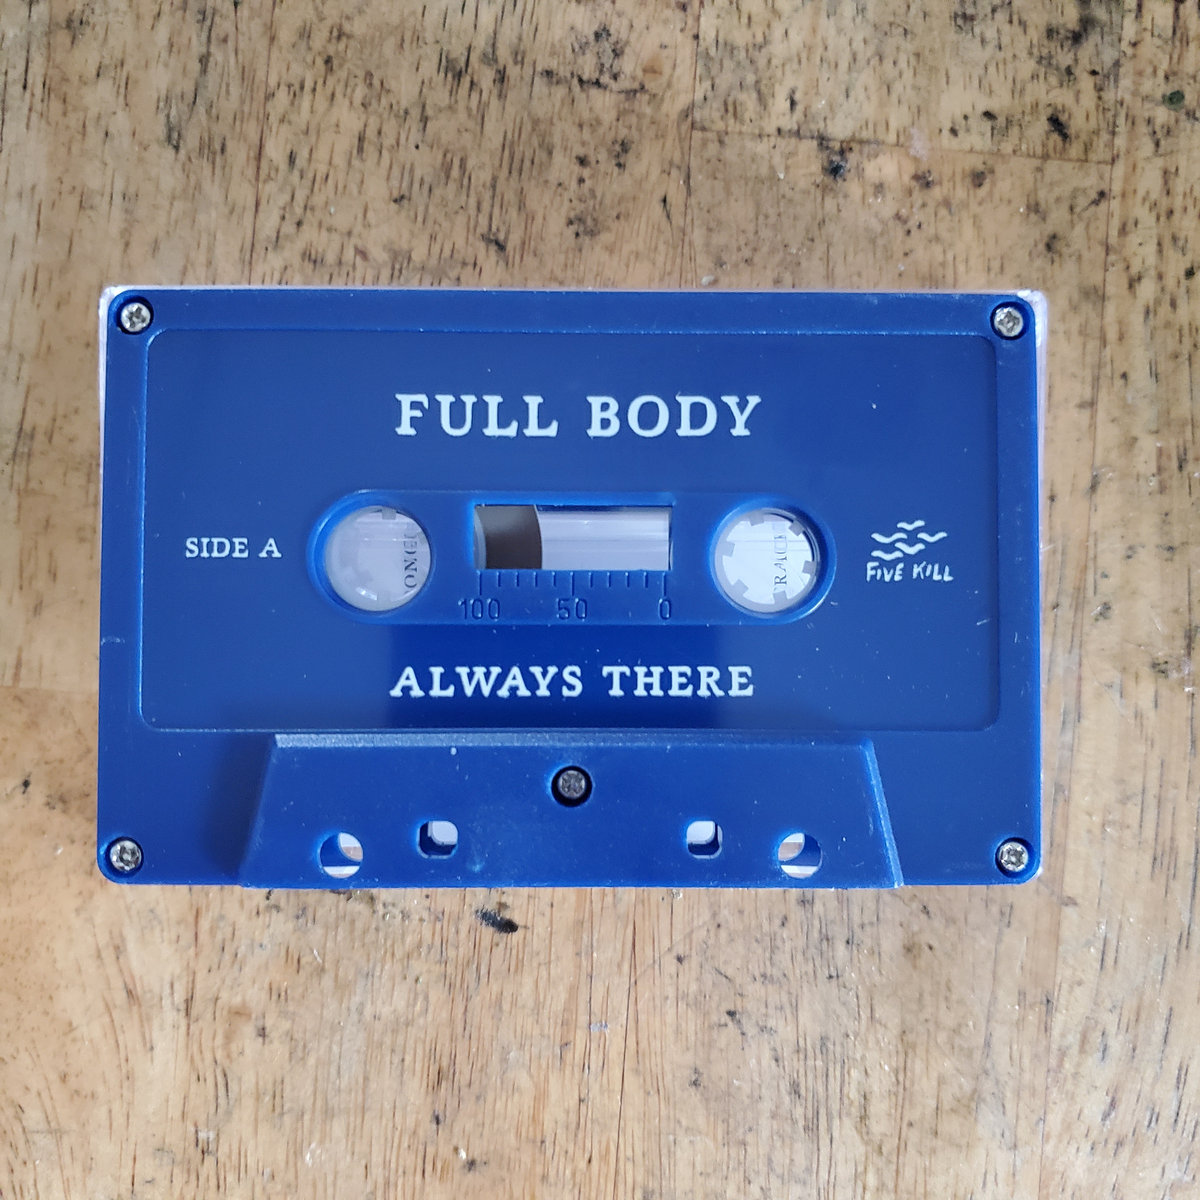 FULL BODY
SIDE A
FIVE KILL
100 50 0
ALWAYS THERE